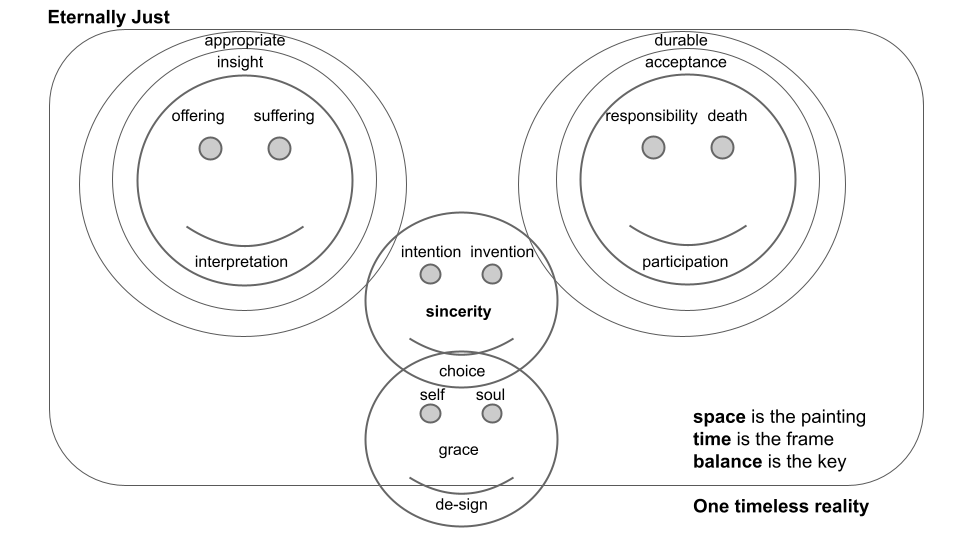 Eternally Just
appropriate
insight
offering suffering
interpretation
durable
acceptance
responsibility death
participation
intention invention
sincerity
choice
self soul
grace
de-sign
space is the painting
time is the frame
balance is the key
One timeless reality